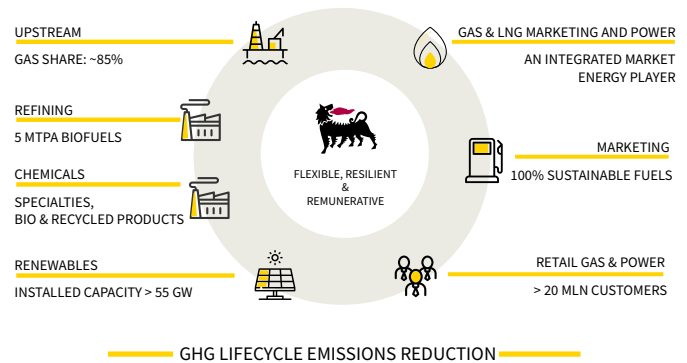 UPSTREAM
GAS SHARE: ~85%
REFINING
5 MTPA BIOFUELS
CHEMICALS
SPECIALTIES,
BIO & RECYCLED PRODUCTS
RENEWABLES
INSTALLED CAPACITY > 55 GW
FLEXIBLE, RESILIENT
&
REMUNERATIVE
GAS & LNG MARKETING AND POWER
AN INTEGRATED MARKET
ENERGY PLAYER
MARKETING
100% SUSTAINABLE FUELS
RETAIL GAS & POWER
> 20 MLN CUSTOMERS
GHG LIFECYCLE EMISSIONS REDUCTION